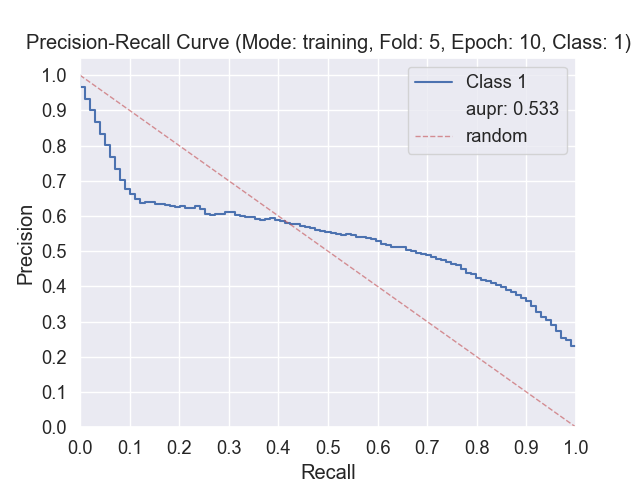 Precision-Recall Curve (Mode: training, Fold: 5, Epoch: 10, Class: 1)
1.0
0.9
0.8
0.7
0.6
0.5
0.4
0.3
0.2
0.1
0.0
Precision
Class 1
aupr: 0.533
random
0.0 0.1 0.2 0.3 0.4 0.5 0.6 0.7 0.8 0.9 1.0
Recall